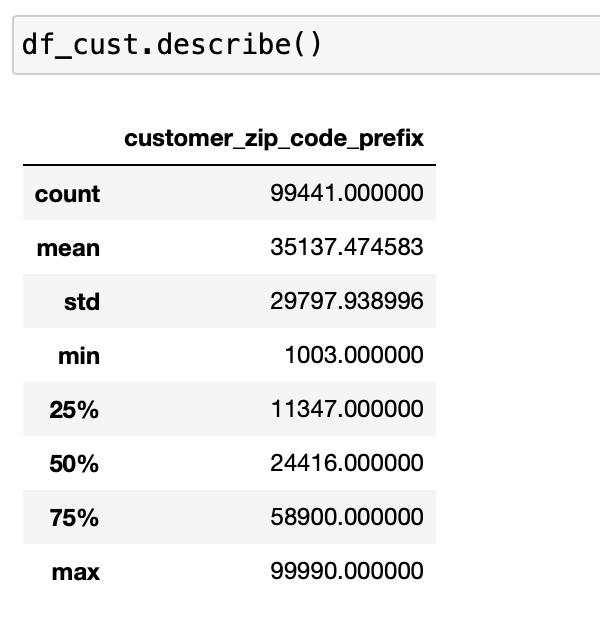 df_cust.describe()
customer_zip_code_prefix
count 99441.000000
mean 35137.474583
std 29797.938996
min 1003.000000
25% 11347.000000
50% 24416.000000
75% 58900.000000
max 99990.000000